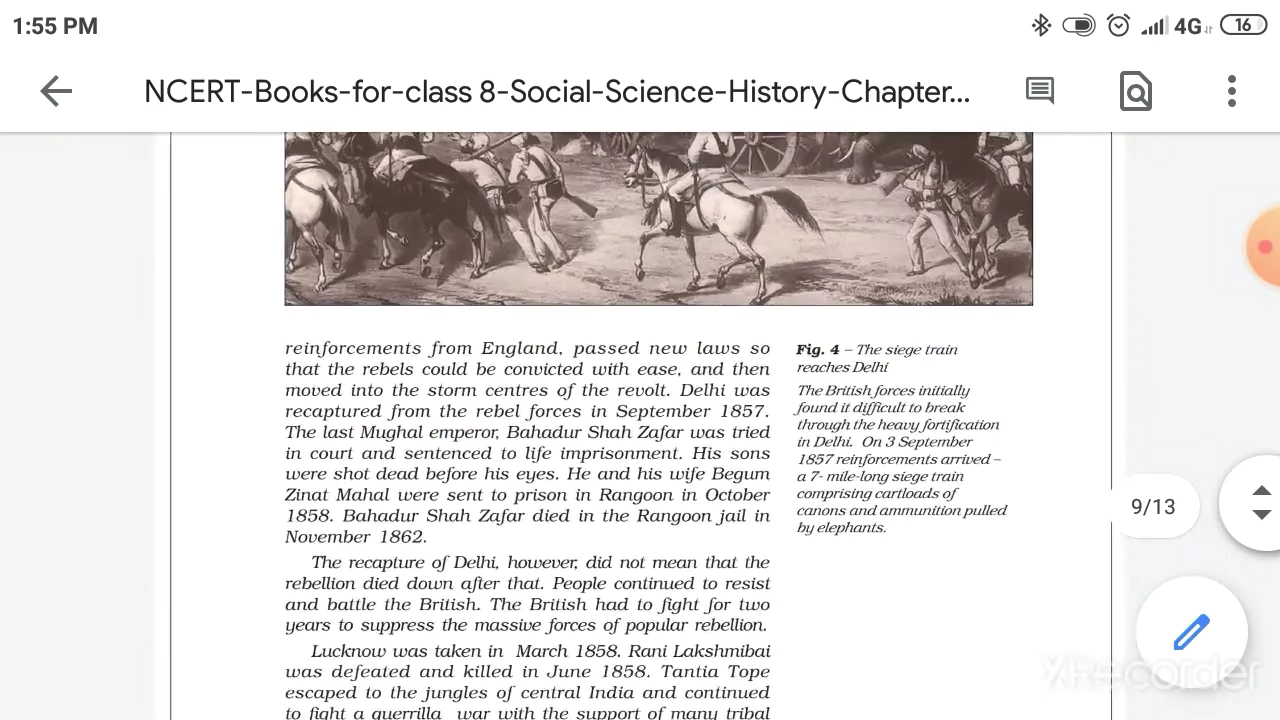 1:55 PM
4G
16
NCERT-Books-for-class 8-Social-Science-History-Chapter...
reinforcements from England, passed new laws so
that the rebels could be convicted with ease, and then
moved into the storm centres of the revolt. Delhi was
recaptured from the rebel forces in September 1857.
The last Mughal emperor, Bahadur Shah Zafar was tried
in court and sentenced to life imprisonment. His sons
were shot dead before his eyes. He and his wife Begum
Zinat Mahal were sent to prison in Rangoon in October
1858. Bahadur Shah Zafar died in the Rangoon jail in
November 1862.
The recapture of Delhi, however, did not mean that the
rebellion died down after that. People continued to resist
and battle the British. The British had to fight for two
years to suppress the massive forces of popular rebellion.
Lucknow was taken in March 1858. Rani Lakshmibai
was defeated and killed in June 1858. Tantia Tope
escaped to the jungles of central India and continued
to fight a guerrilla war with the support of many tribal
Fig. 4 – The siege train
reaches Delhi
The British forces initially
found it difficult to break
through the heavy fortification
in Delhi. On 3 September
1857 reinforcements arrived –
a 7- mile-long siege train
comprising cartloads of
canons and ammunition pulled
by elephants.
9/13
XRecorder